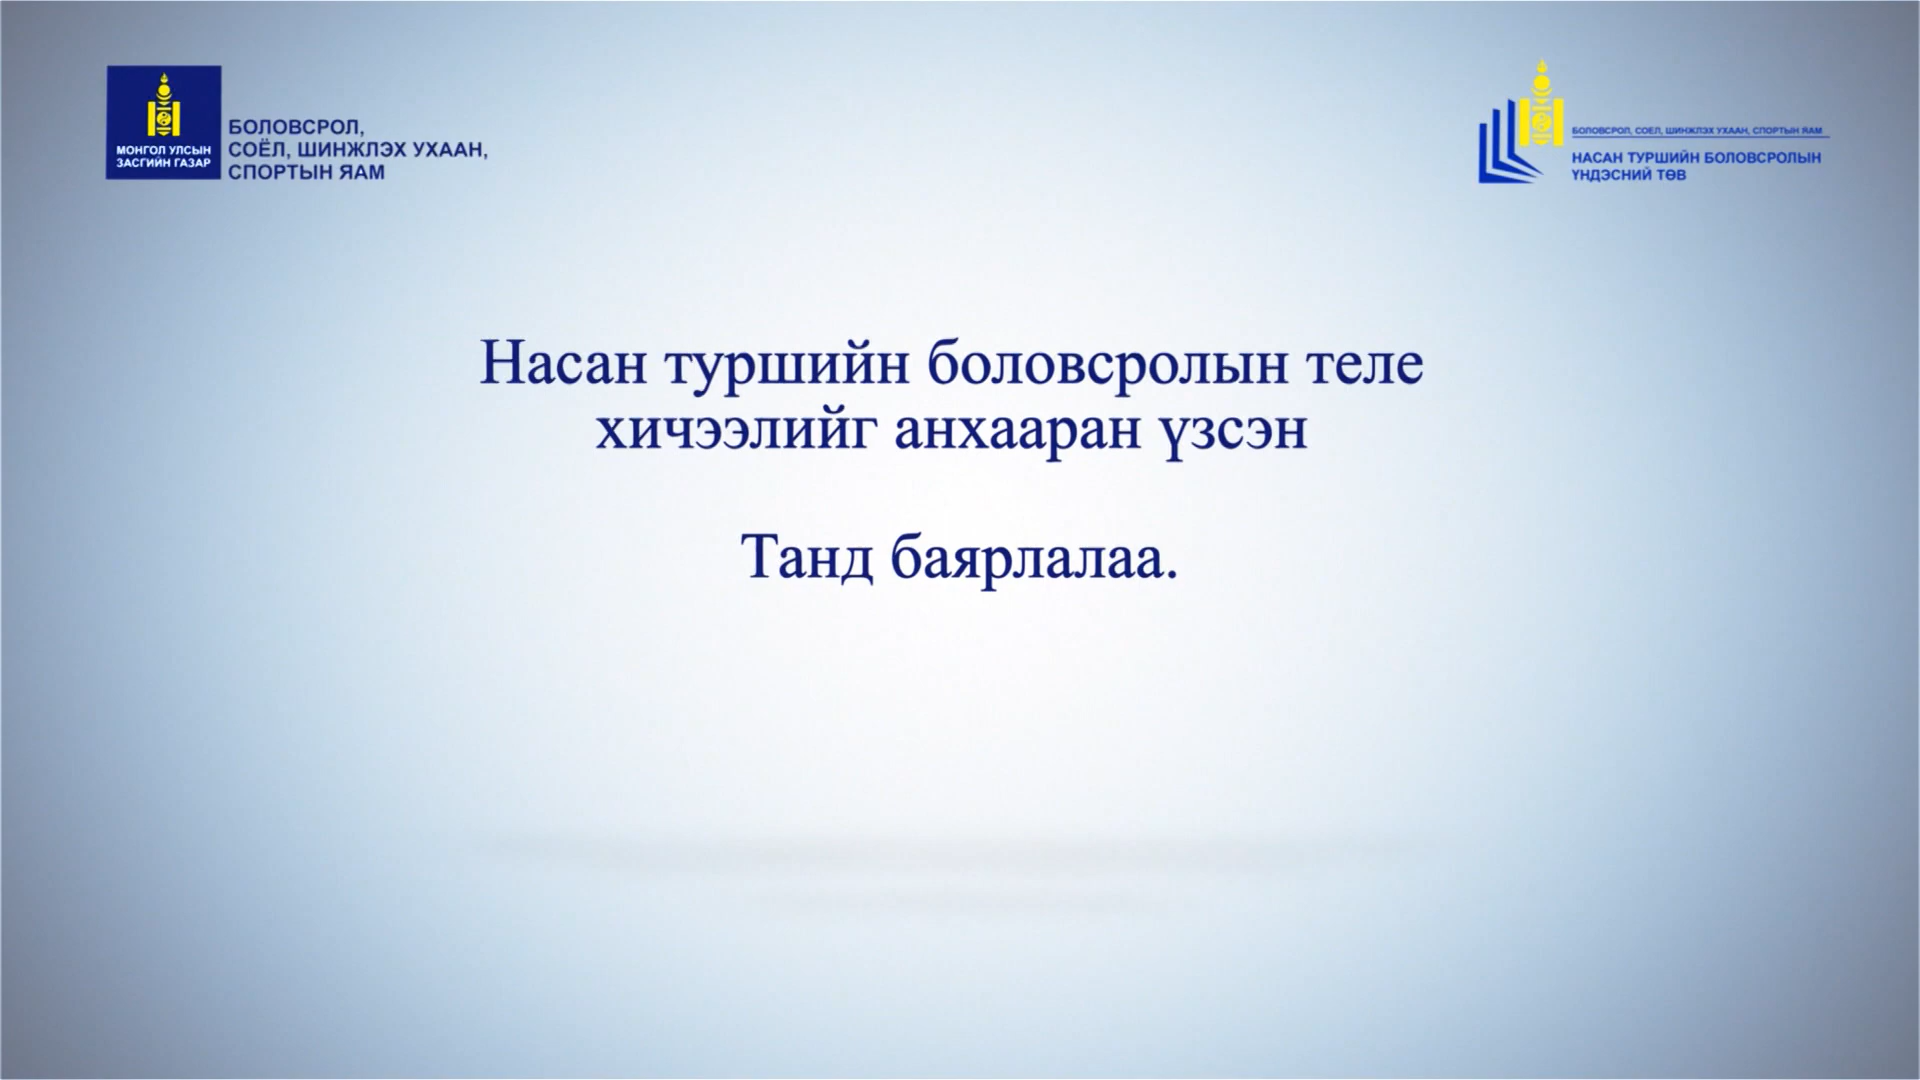 МОНГОЛ УЛСЫН
ЗАСГИЙН ГАЗАР
БОЛОВСРОЛ,
СОЁЛ, ШИНЖЛЭХ УХААН,
СПОРТЫН ЯАМ
БОЛОВСРОЛ, СОЕЛ, ШИНЖЛЭХ УХААН, СПОРТЫН ЯАМ
НАСАН ТУРШИЙН БОЛОВСРОЛЫН
ҮНДЭСНИЙ ТӨВ
Насан туршийн боловсролын теле
хичээлийг анхааран үзсэн
Танд баярлалаа.